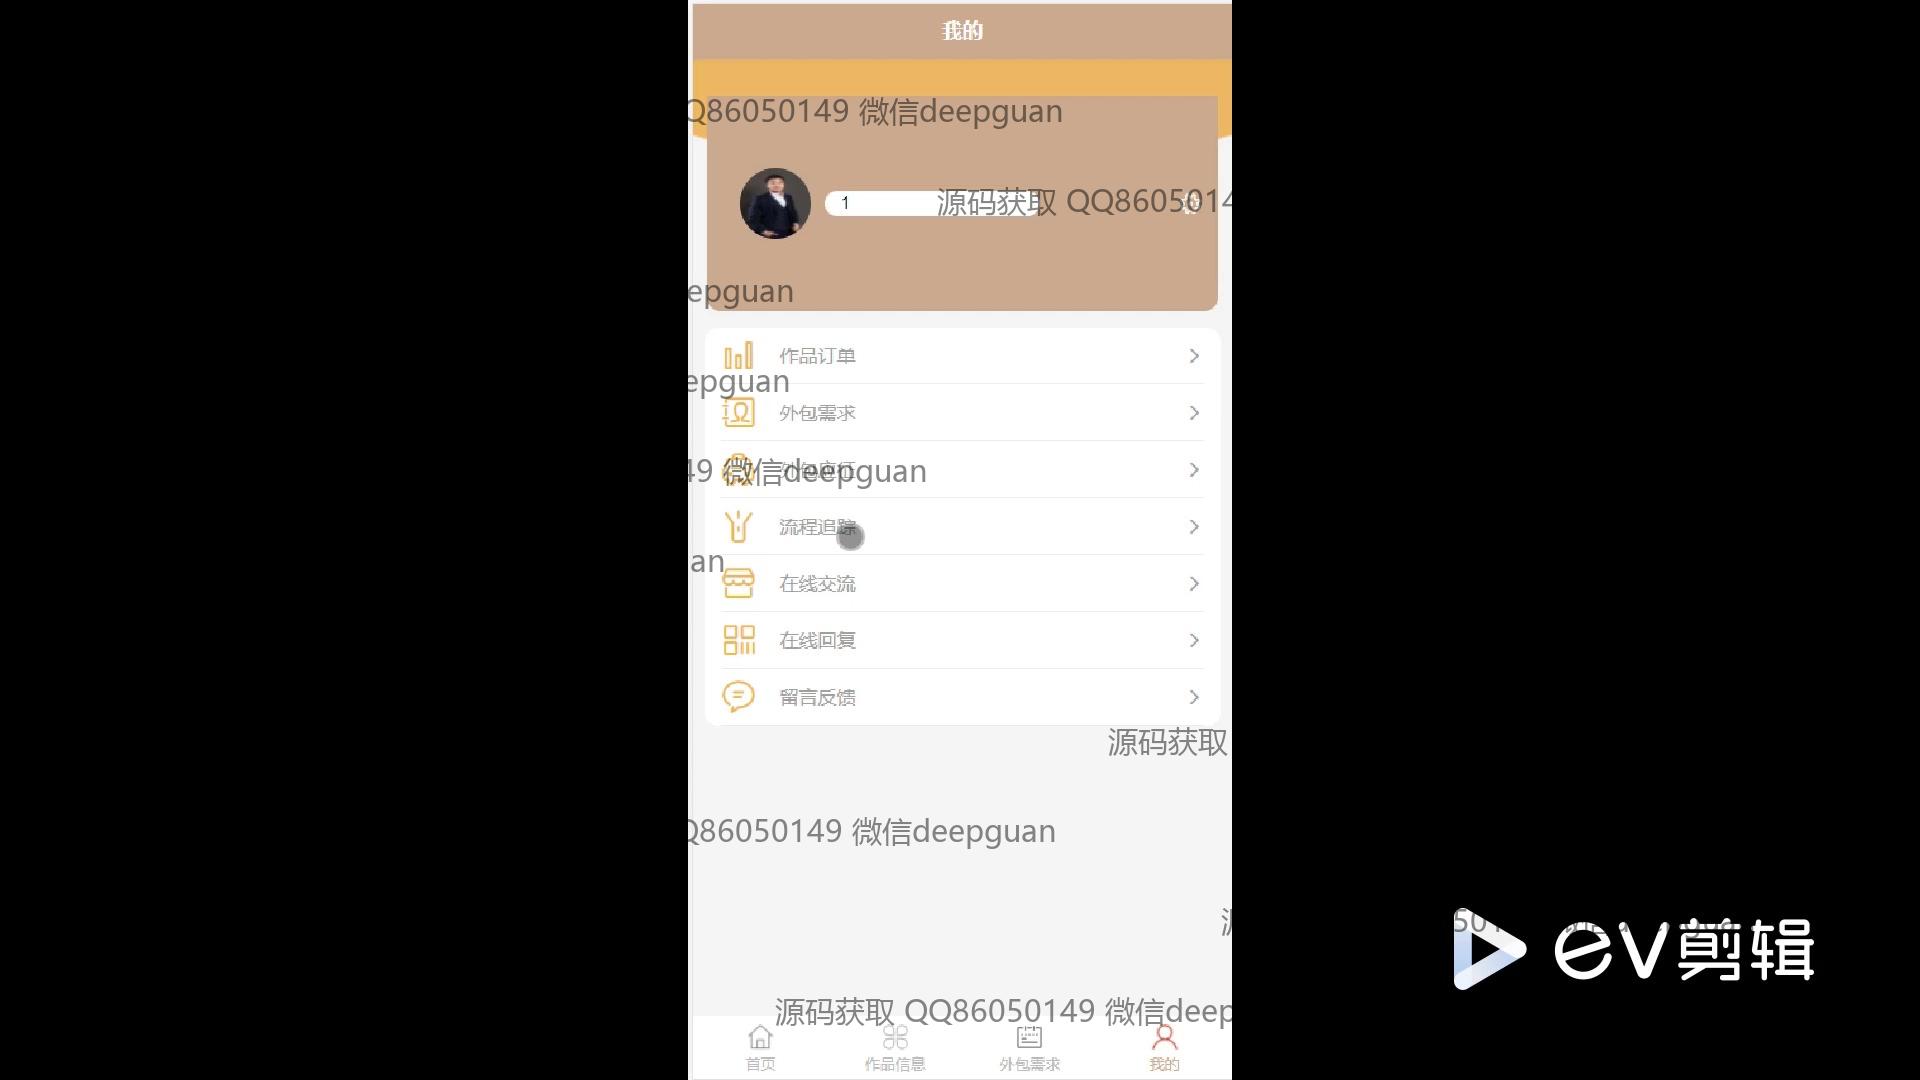 我的
Q86050149 微信deepguan
1
源码获取 QQ8605014
epguan
作品订单
epguan
外包需求
49 微信deepguan
流程追踪
an
在线交流
在线回复
留言反馈
源码获取
Q86050149 微信deepguan
ev剪辑
源码获取 QQ86050149 微信deep
首页
作品信息
外包需求
我的